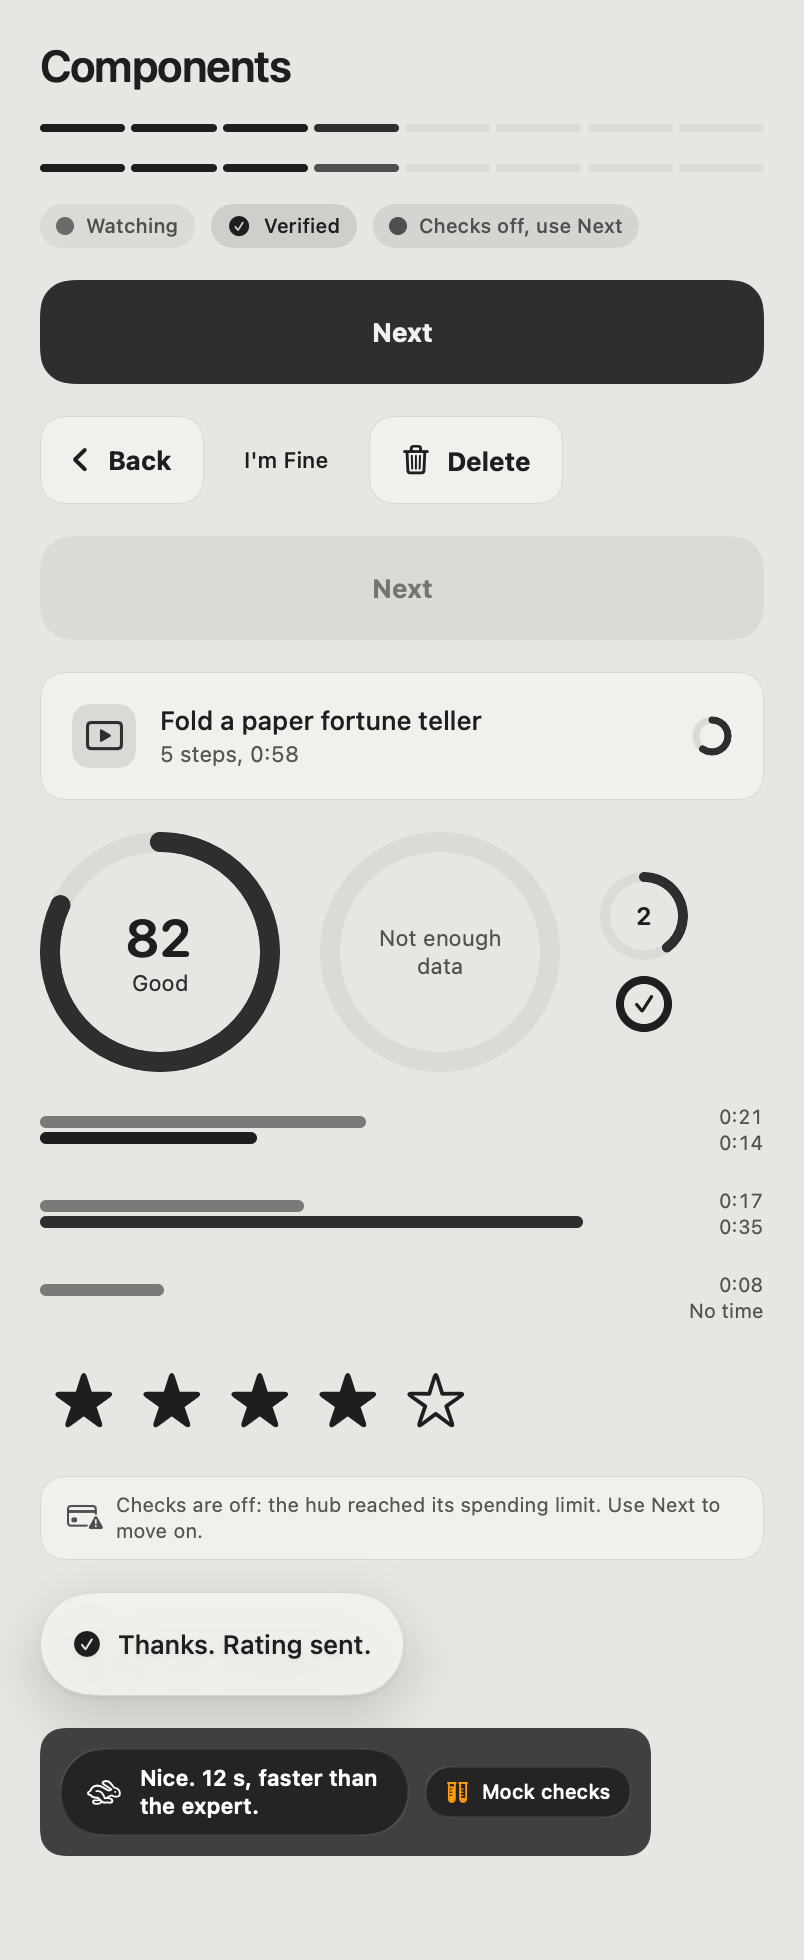 Components
Watching
Verified
Checks off, use Next
Next
Back
I'm Fine
Delete
Next
Fold a paper fortune teller
5 steps, 0:58
82
Good
Not enough
data
2
0:21
0:14
0:17
0:35
0:08
No time
Checks are off: the hub reached its spending limit. Use Next to
move on.
Thanks. Rating sent.
Nice. 12 s, faster than
the expert.
Mock checks